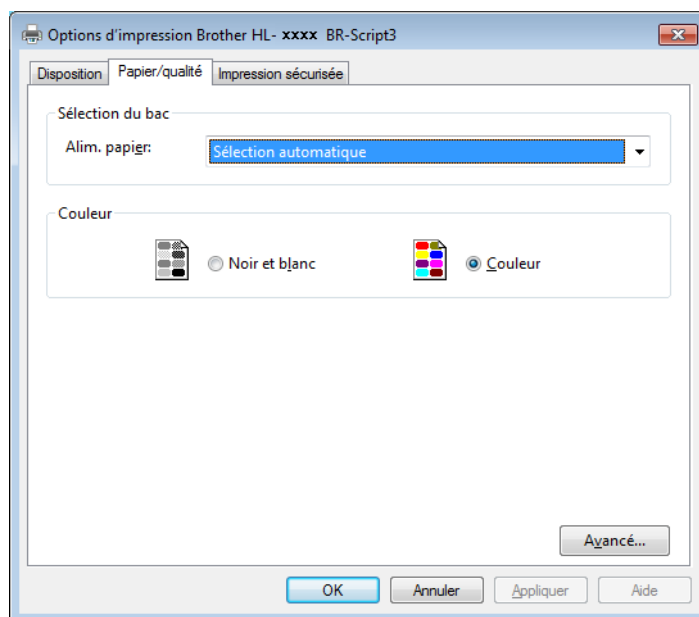 Options d'impression Brother HL- xxxx BR-Script3
Disposition Papier/qualité Impression sécurisée
Sélection du bac
Alim. papier: Sélection automatique
Couleur
Noir et blanc Couleur
Avancé...
OK Annuler Appliquer Aide